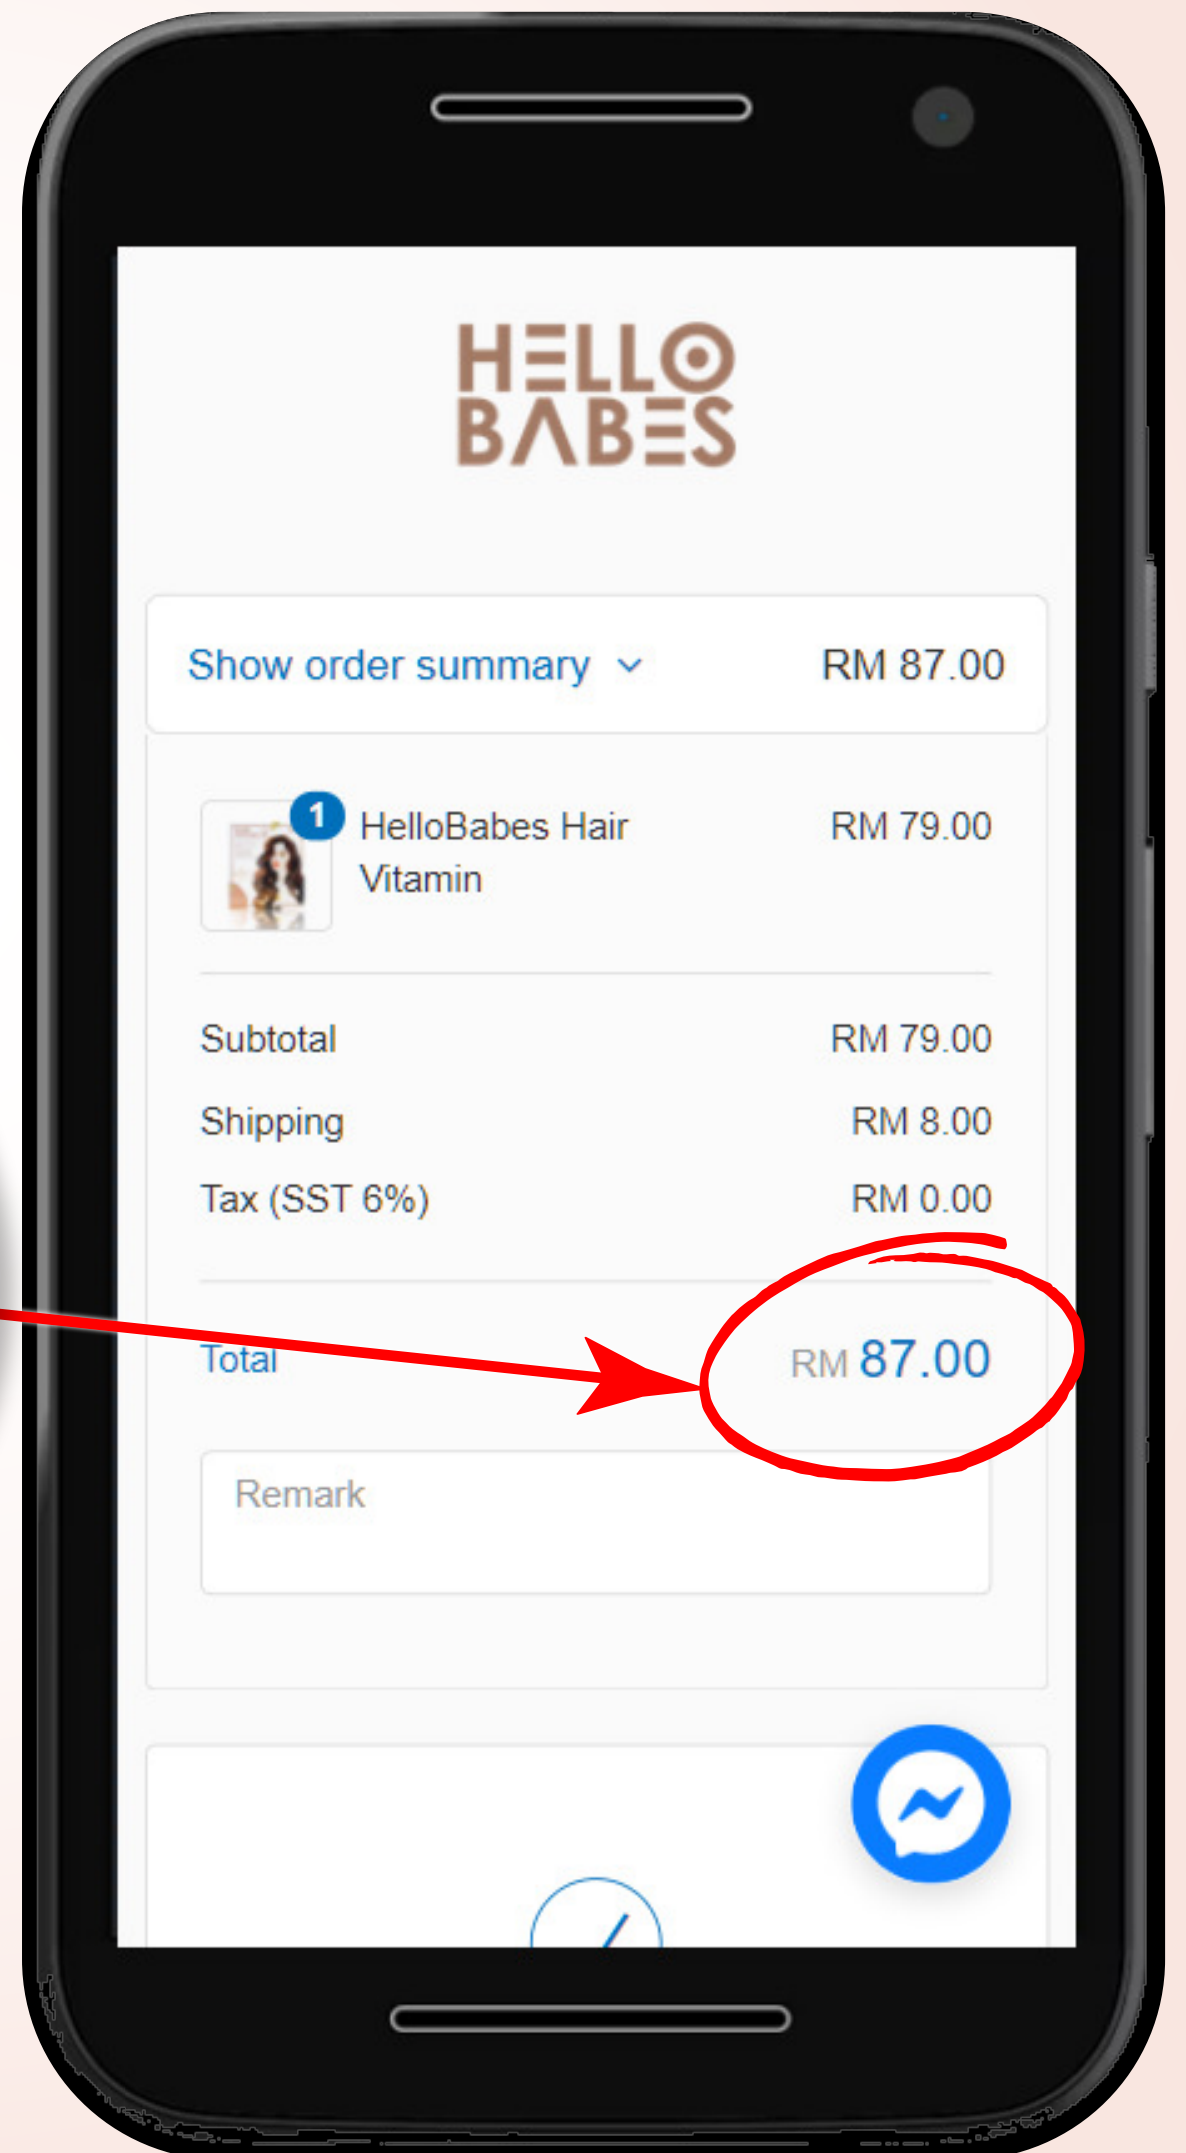 HELLO
BABES
Show order summary RM 87.00
1
HelloBabes Hair RM 79.00
Vitamin
Subtotal RM 79.00
Shipping RM 8.00
Tax (SST 6%) RM 0.00
Total RM 87.00
Remark